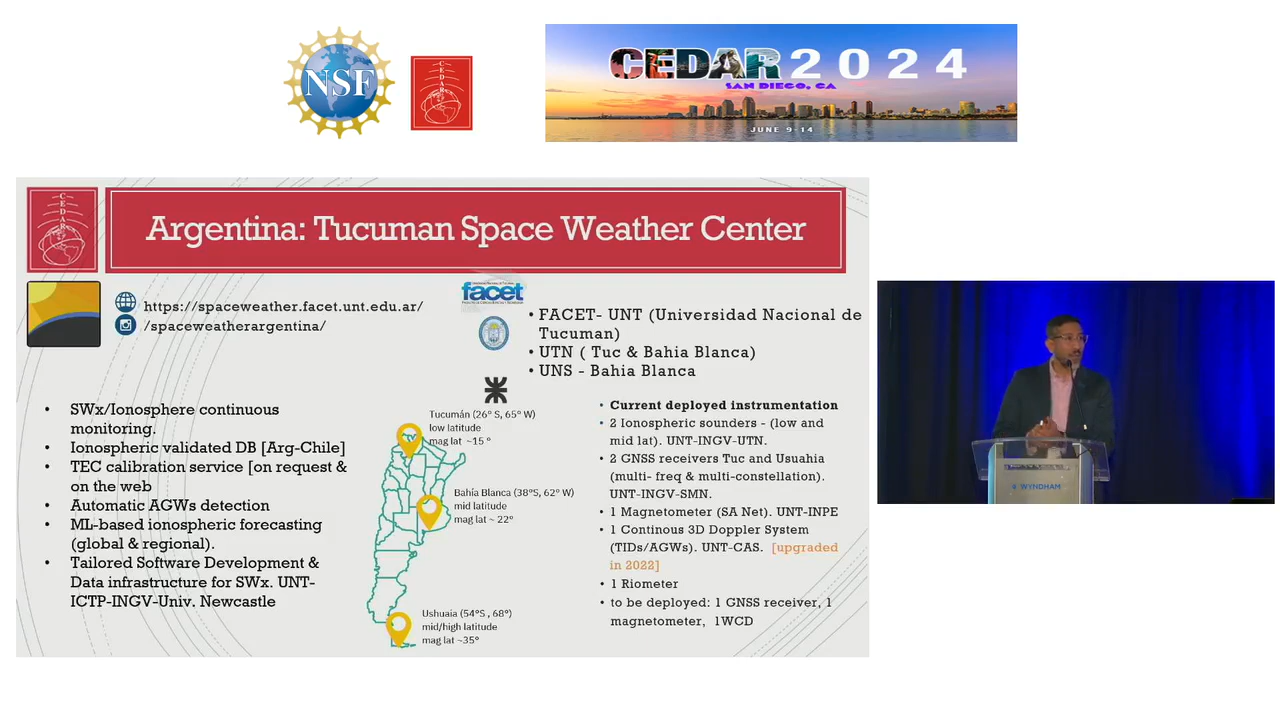 NSF
CEDAR
CEDAR 2024
SAN DIEGO, CA
JUNE 9-14
CEDAR
Argentina: Tucuman Space Weather Center
https://spaceweather.facet.unt.edu.ar/
/spaceweatherargentina/
facet
• FACET- UNT (Universidad Nacional de
Tucuman)
• UTN ( Tuc & Bahia Blanca)
• UNS - Bahia Blanca
• SWx/Ionosphere continuous
monitoring.
• Ionospheric validated DB [Arg-Chile]
• TEC calibration service [on request &
on the web
• Automatic AGWs detection
• ML-based ionospheric forecasting
(global & regional).
• Tailored Software Development &
Data infrastructure for SWx. UNT-
ICTP-INGV-Univ. Newcastle
Tucumán (26° S, 65° W)
low latitude
mag lat ~15 °
Bahía Blanca (38°S, 62° W)
mid latitude
mag lat ~ 22°
Ushuaia (54°S , 68°)
mid/high latitude
mag lat ~35°
• Current deployed instrumentation
• 2 Ionospheric sounders - (low and
mid lat). UNT-INGV-UTN.
• 2 GNSS receivers Tuc and Usuahia
(multi- freq & multi-constellation).
UNT-INGV-SMN.
• 1 Magnetometer (SA Net). UNT-INPE
• 1 Continous 3D Doppler System
(TIDs/AGWs). UNT-CAS. [upgraded
in 2022]
• 1 Riometer
• to be deployed: 1 GNSS receiver, 1
magnetometer, 1WCD
WYNDHAM